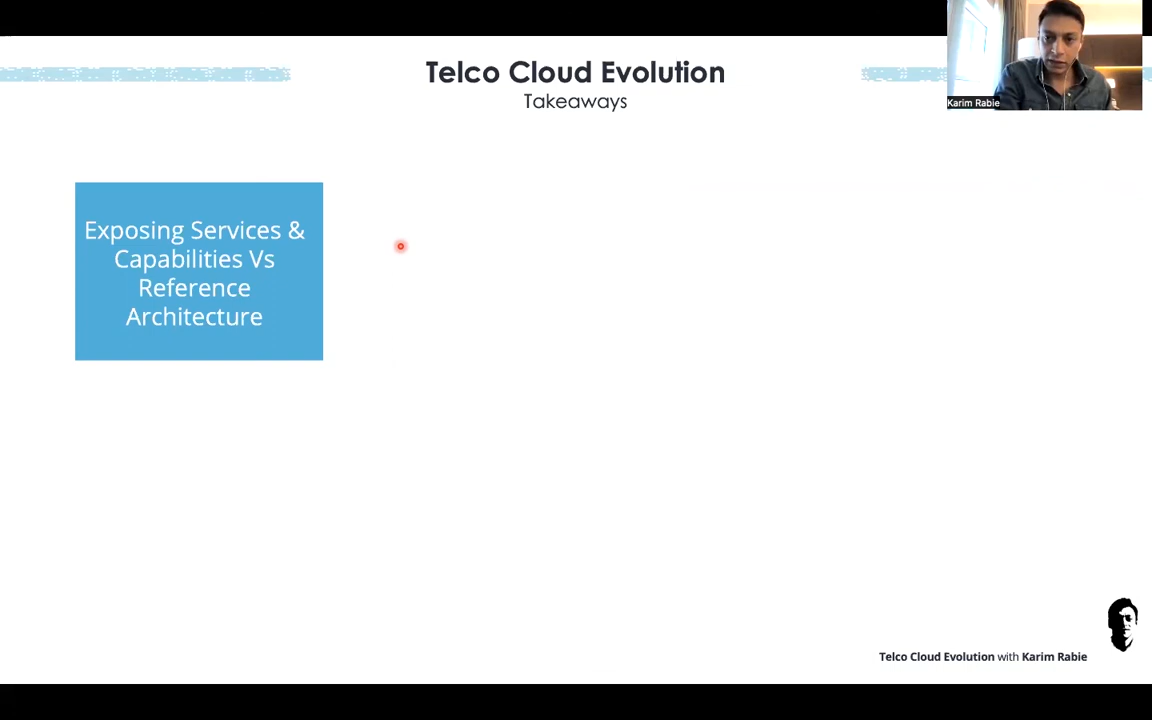 Telco Cloud Evolution
Takeaways
Karim Rabie
Exposing Services &
Capabilities Vs
Reference
Architecture
Telco Cloud Evolution with Karim Rabie